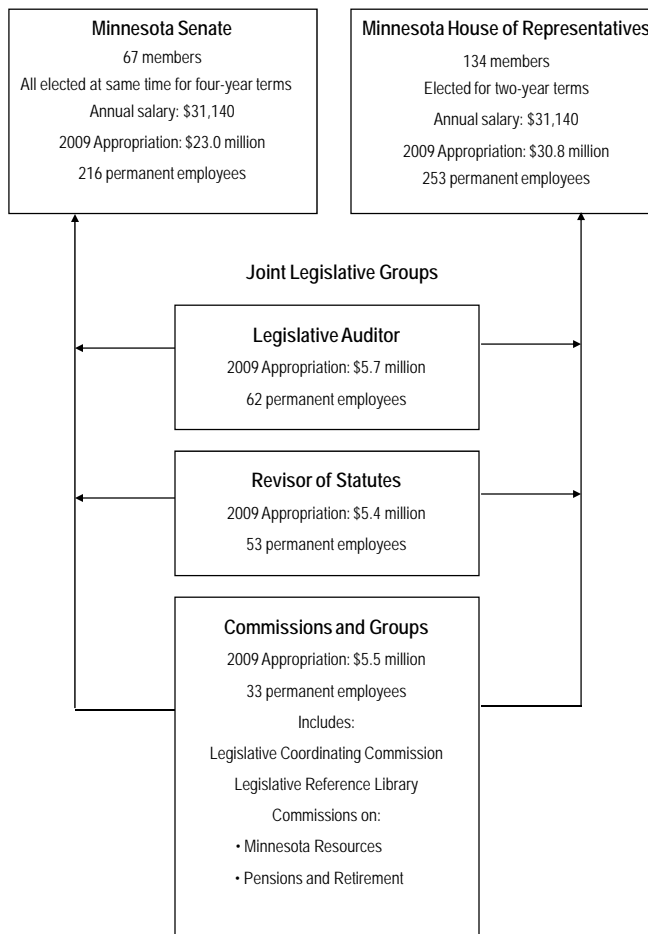 Minnesota Senate
67 members
All elected at same time for four-year terms
Annual salary: $31,140
2009 Appropriation: $23.0 million
216 permanent employees
Minnesota House of Representatives
134 members
Elected for two-year terms
Annual salary: $31,140
2009 Appropriation: $30.8 million
253 permanent employees
Joint Legislative Groups
Legislative Auditor
2009 Appropriation: $5.7 million
62 permanent employees
Revisor of Statutes
2009 Appropriation: $5.4 million
53 permanent employees
Commissions and Groups
2009 Appropriation: $5.5 million
33 permanent employees
Includes:
Legislative Coordinating Commission
Legislative Reference Library
Commissions on:
• Minnesota Resources
• Pensions and Retirement